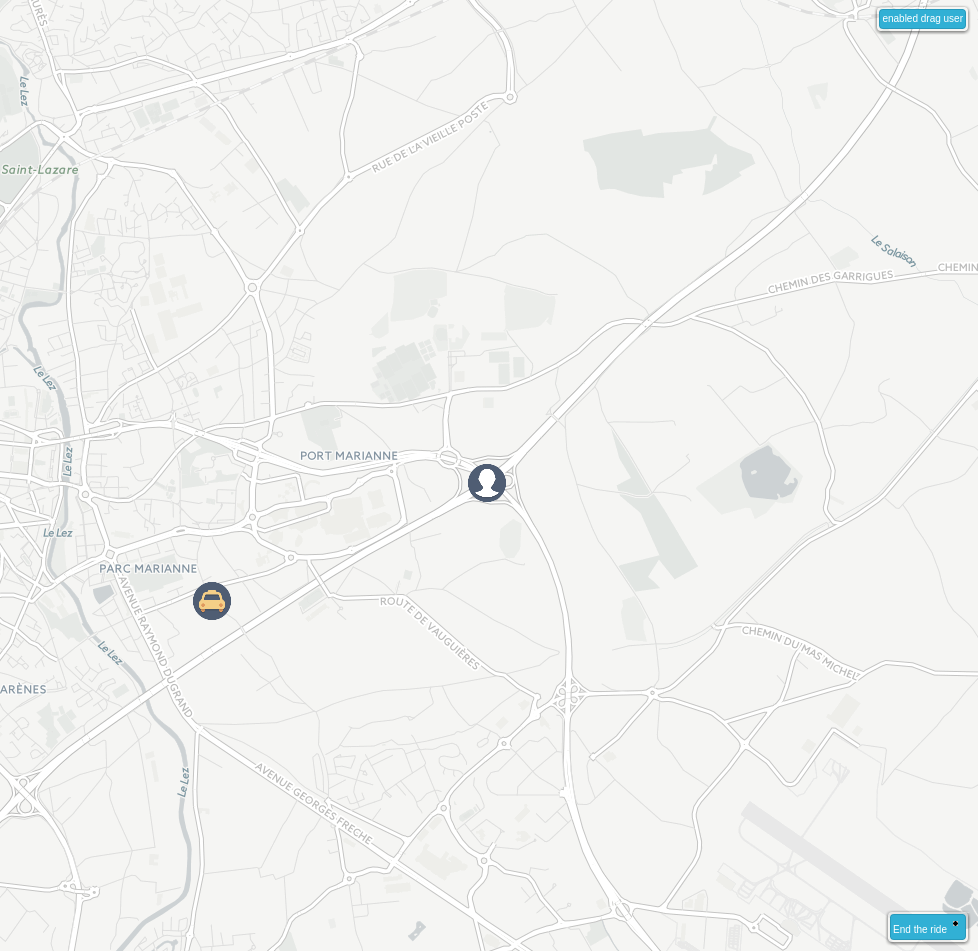 URÈS
enabled drag user
Le Lez
RUE DE LA VIEILLE POSTE
Saint-Lazare
Le Salaison
CHEMIN DES GARRIGUES
CHEMIN
Le Lez
PORT MARIANNE
Le Lez
Le Lez
PARC MARIANNE
AVENUE RAYMOND DUGRAND
ROUTE DE VAUGUIÈRES
CHEMIN DU MAS MICHEL
Le Lez
ARÈNES
Le Lez
AVENUE GEORGES FRECHE
End the ride